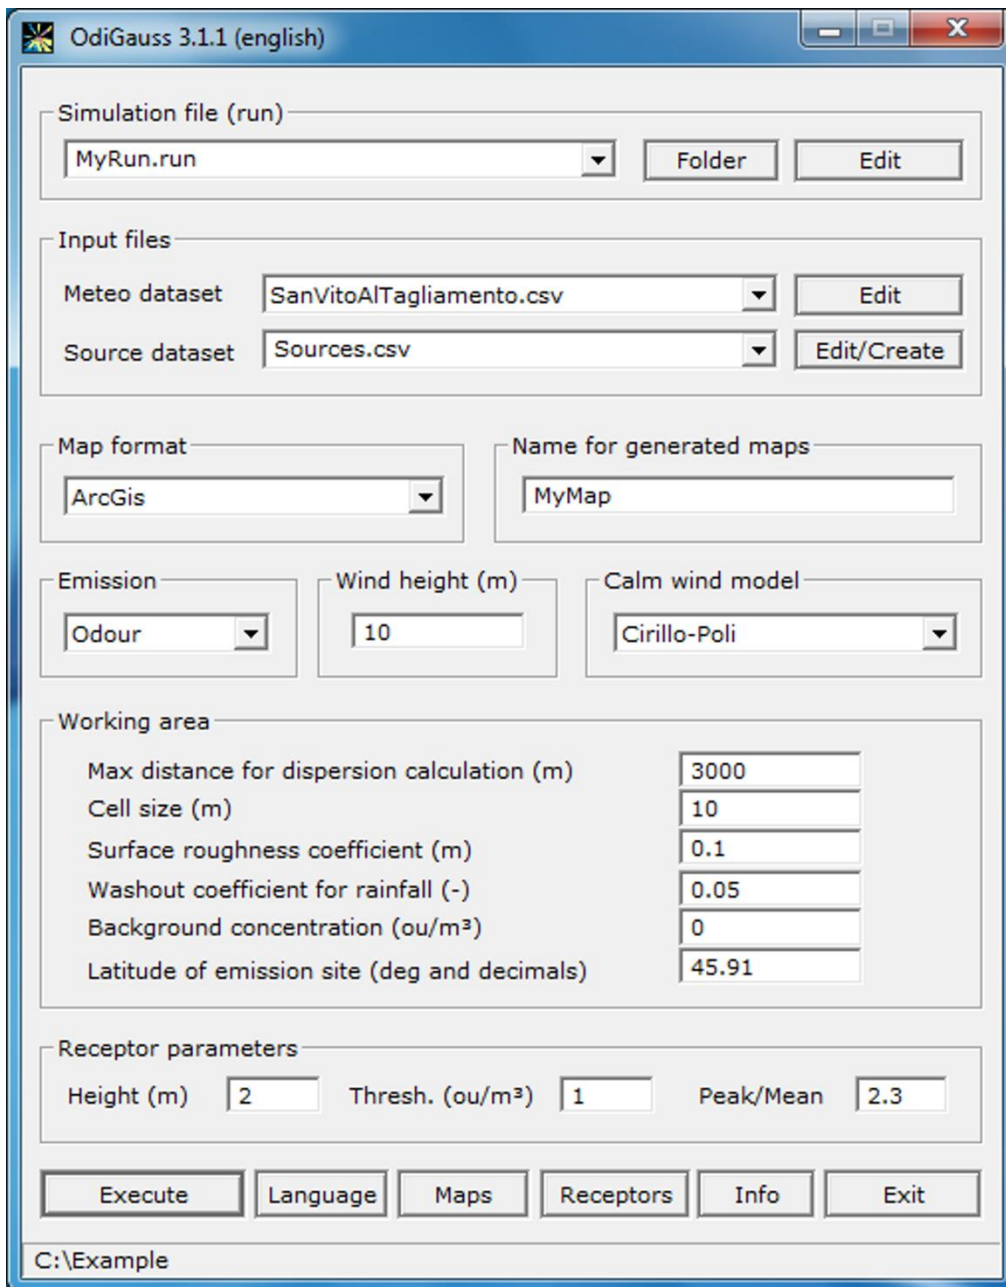 OdiGauss 3.1.1 (english)
Simulation file (run)
MyRun.run Folder Edit
Input files
Meteo dataset SanVitoAlTagliamento.csv Edit
Source dataset Sources.csv Edit/Create
Map format Name for generated maps
ArcGis MyMap
Emission Wind height (m) Calm wind model
Odour 10 Cirillo-Poli
Working area
Max distance for dispersion calculation (m) 3000
Cell size (m) 10
Surface roughness coefficient (m) 0.1
Washout coefficient for rainfall (-) 0.05
Background concentration (ou/m³) 0
Latitude of emission site (deg and decimals) 45.91
Receptor parameters
Height (m) 2 Thresh. (ou/m³) 1 Peak/Mean 2.3
Execute Language Maps Receptors Info Exit
C:\Example